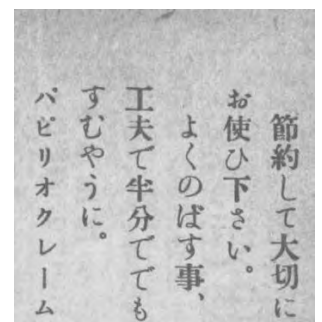 節約して大切に
お使ひ下さい。
よくのばす事、
工夫で半分ででも
すむやうに。
パピリオクレーム